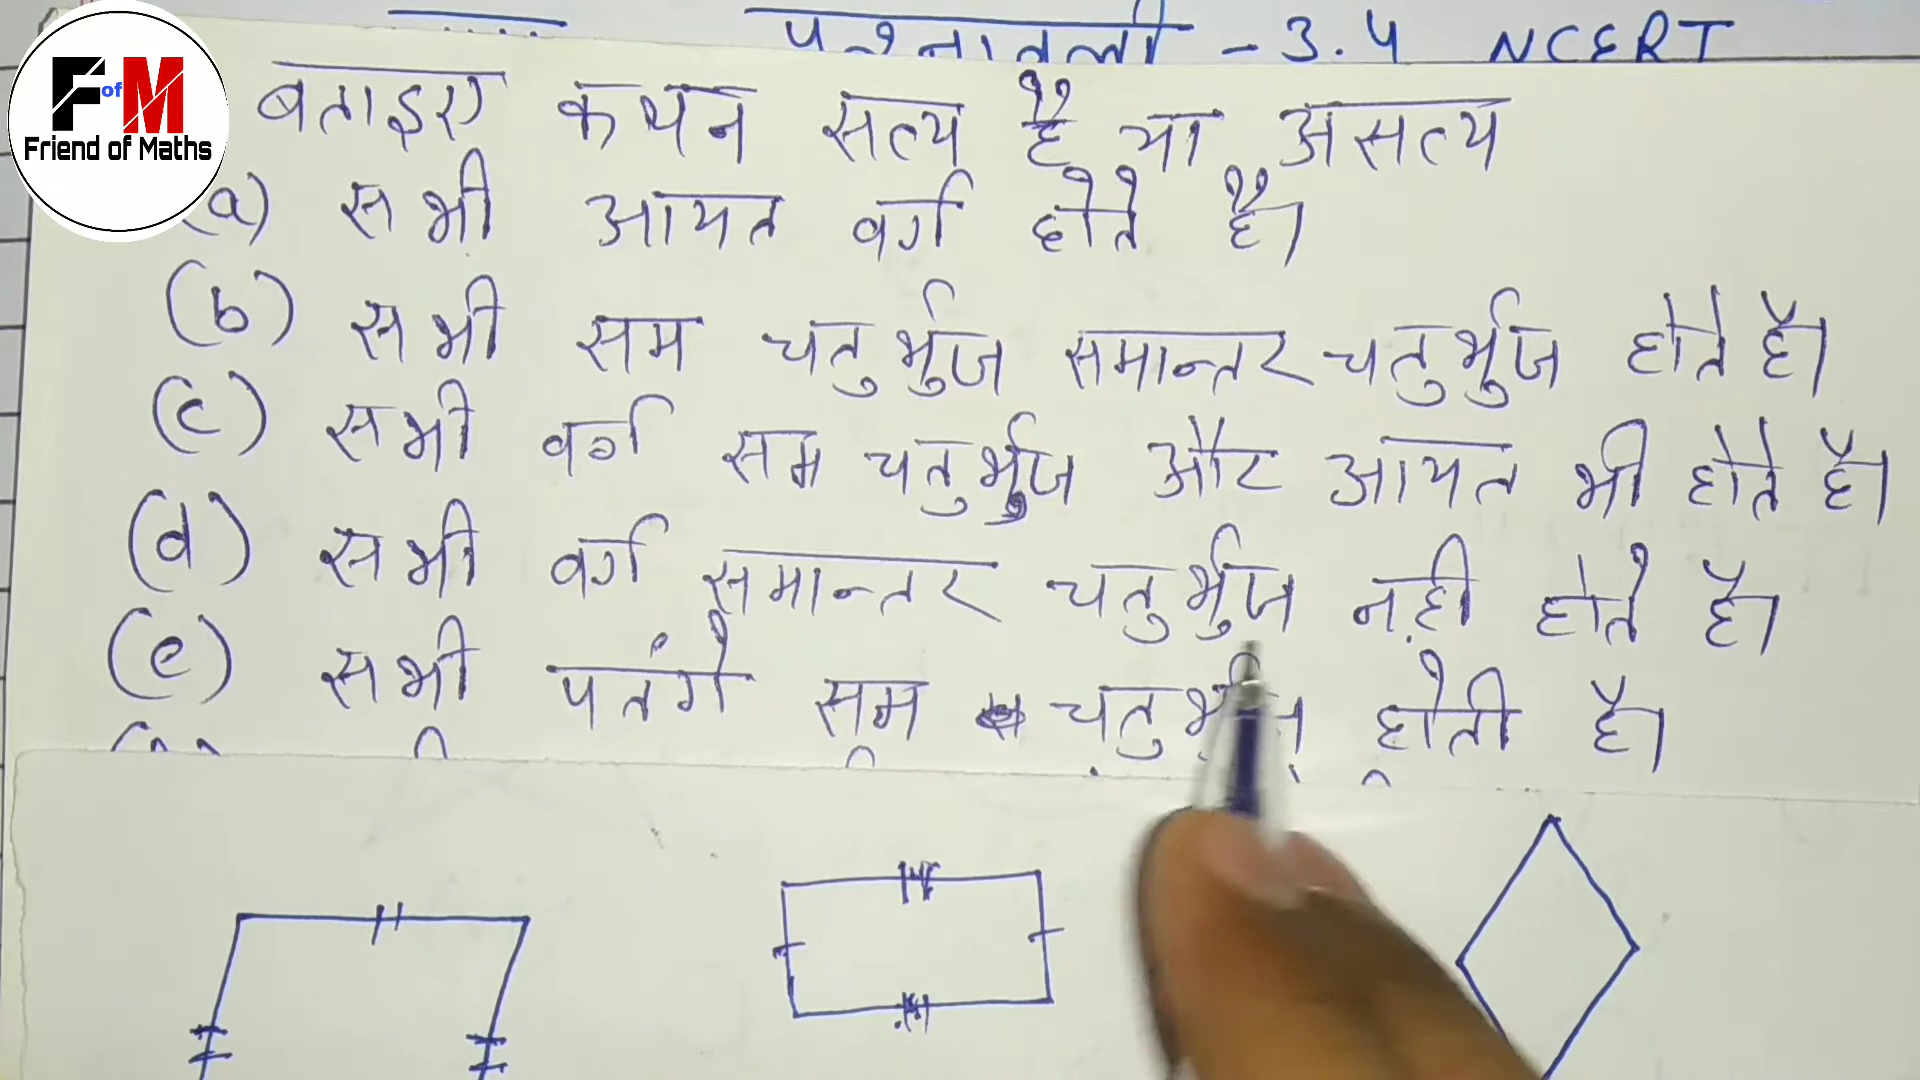 प्रश्नावली - 3.4 NCERT
F of M
Friend of Maths
बताइए कथन सत्य है या असत्य
(a) सभी आयत वर्ग होते हैं।
(b) सभी सम चतुर्भुज समान्तर चतुर्भुज होते है।
(c) सभी वर्ग सम चतुर्भुज और आयत भी होते है।
(d) सभी वर्ग समान्तर चतुर्भुज नही होते है।
(e) सभी पतंगे सम चतुर्भुज होती है।